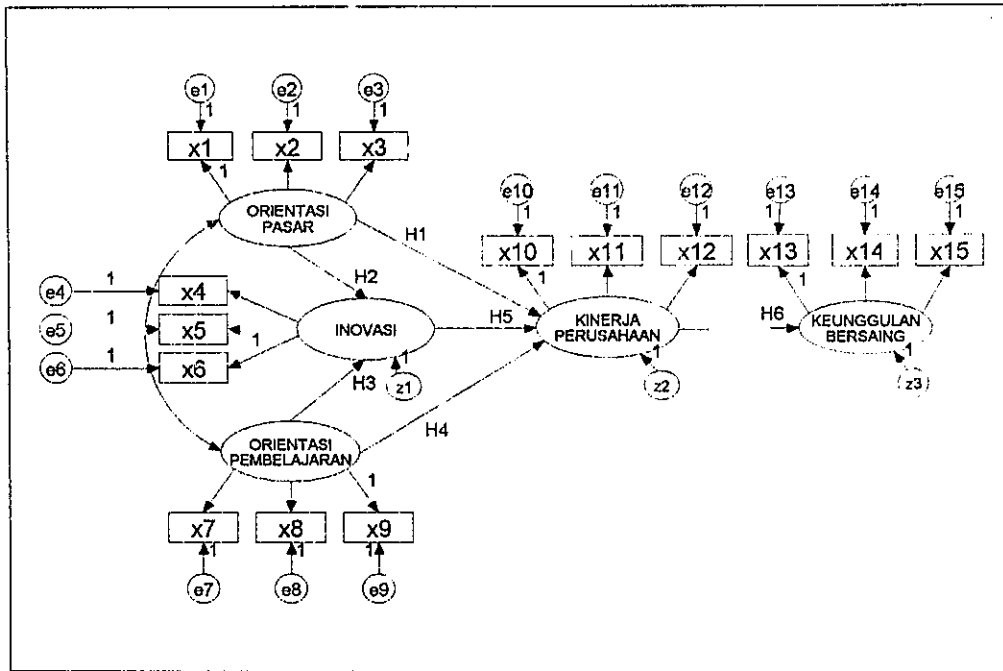 e1 e2 e3
1 1 1
x1 x2 x3
1
ORIENTASI
PASAR
e10 e11 e12 e13 e14 e15
1 1 1 1 1 1
x10 x11 x12 x13 x14 x15
1 1
H1
H2
e4 1 x4
e5 1 x5 1
e6 1 x6
INOVASI
H5
KINERJA
PERUSAHAAN
H6
KEUNGGULAN
BERSAING
1 1 1
z1 z2 z3
H3
H4
ORIENTASI
PEMBELAJARAN
1
x7 x8 x9
1 1 1
e7 e8 e9